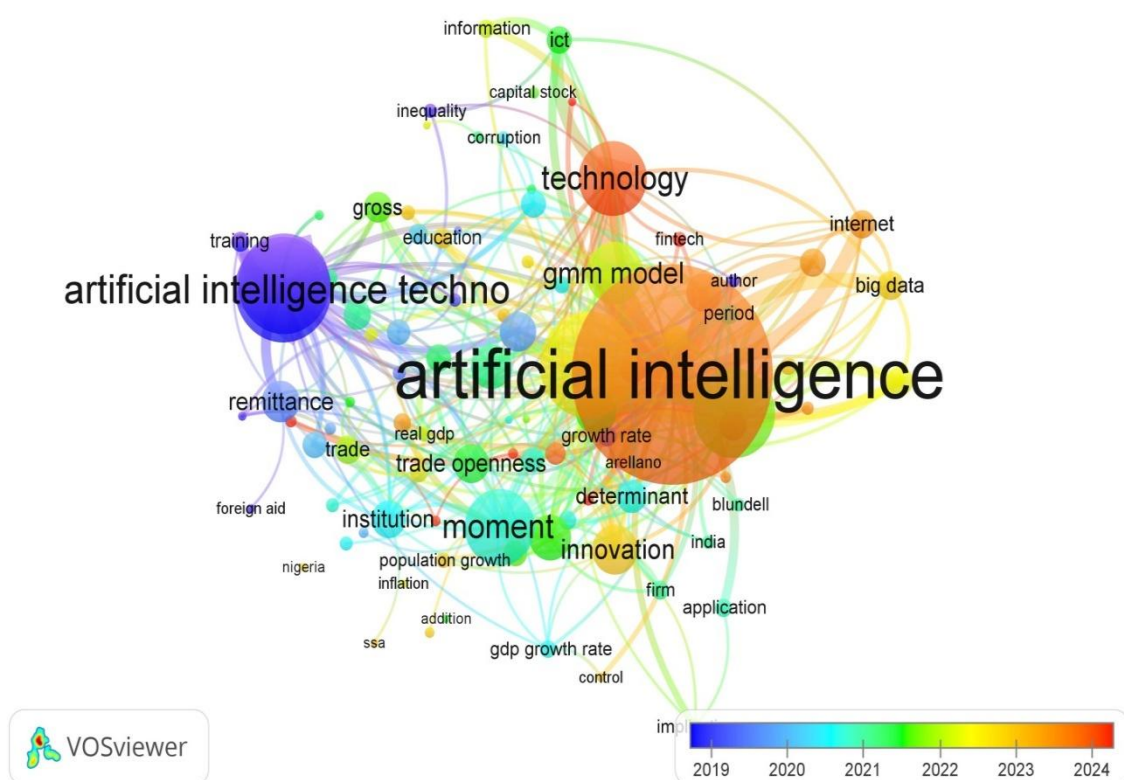 information
ict
capital stock
inequality
corruption
technology
gross
internet
training
education
fintech
gmm model
author
artificial intelligence techno
big data
period
artificial intelligence
remittance
real gdp
growth rate
trade
trade openness
arellano
determinant
foreign aid
blundell
institution
moment
india
innovation
population growth
nigeria
inflation
firm
application
addition
ssa
gdp growth rate
control
VOSviewer
2019 2020 2021 2022 2023 2024